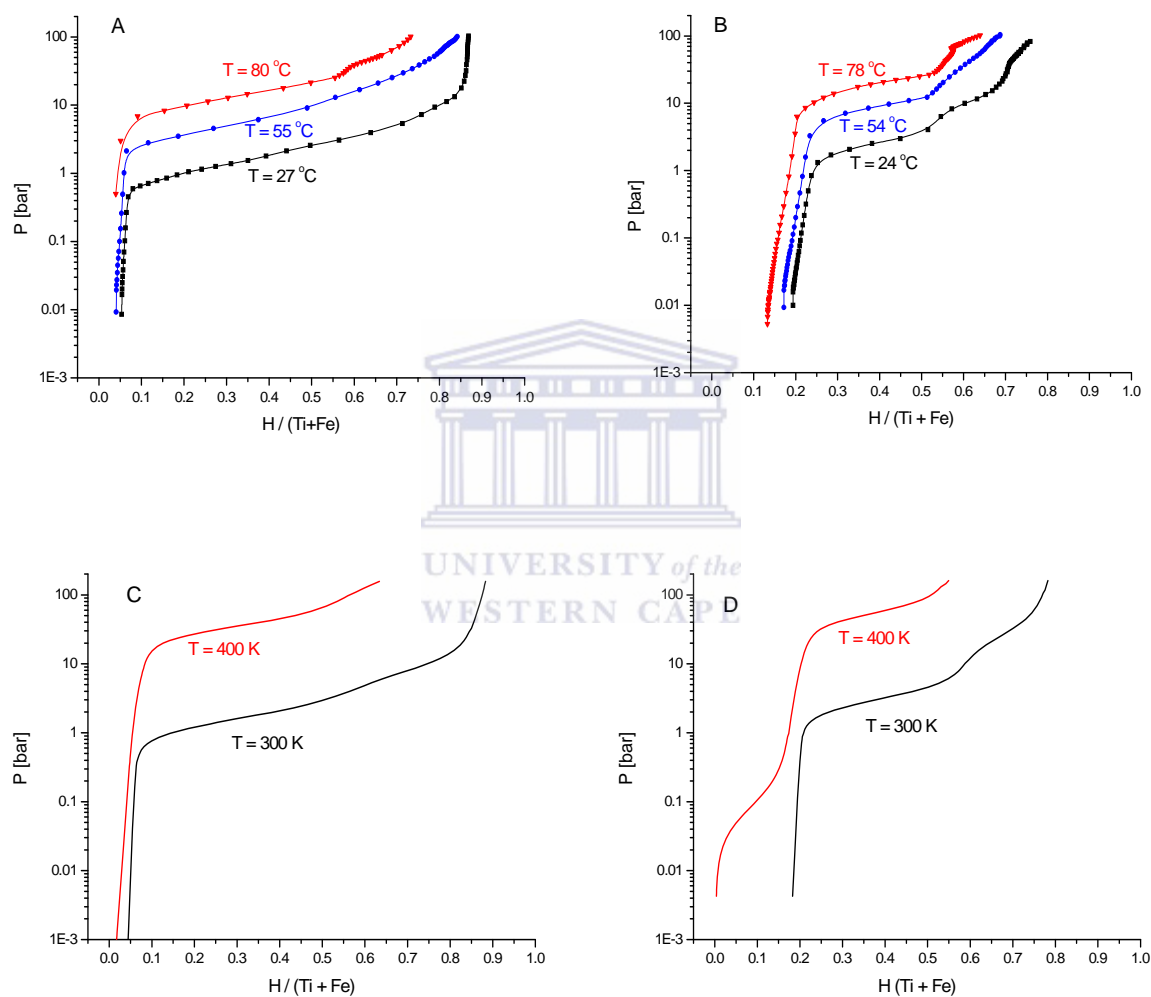 A
100
10
1
0.1
0.01
1E-3
P [bar]
T = 80 °C
T = 55 °C
T = 27 °C
0.0 0.1 0.2 0.3 0.4 0.5 0.6 0.7 0.8 0.9 1.0
H / (Ti+Fe)
B
100
10
1
0.1
0.01
1E-3
P [bar]
T = 78 °C
T = 54 °C
T = 24 °C
0.0 0.1 0.2 0.3 0.4 0.5 0.6 0.7 0.8 0.9 1.0
H / (Ti + Fe)
UNIVERSITY of the
WESTERN CAPE
C
100
10
1
0.1
0.01
1E-3
P [bar]
T = 400 K
T = 300 K
0.0 0.1 0.2 0.3 0.4 0.5 0.6 0.7 0.8 0.9 1.0
H / (Ti + Fe)
D
100
10
1
0.1
0.01
1E-3
P [bar]
T = 400 K
T = 300 K
0.0 0.1 0.2 0.3 0.4 0.5 0.6 0.7 0.8 0.9 1.0
H (Ti + Fe)